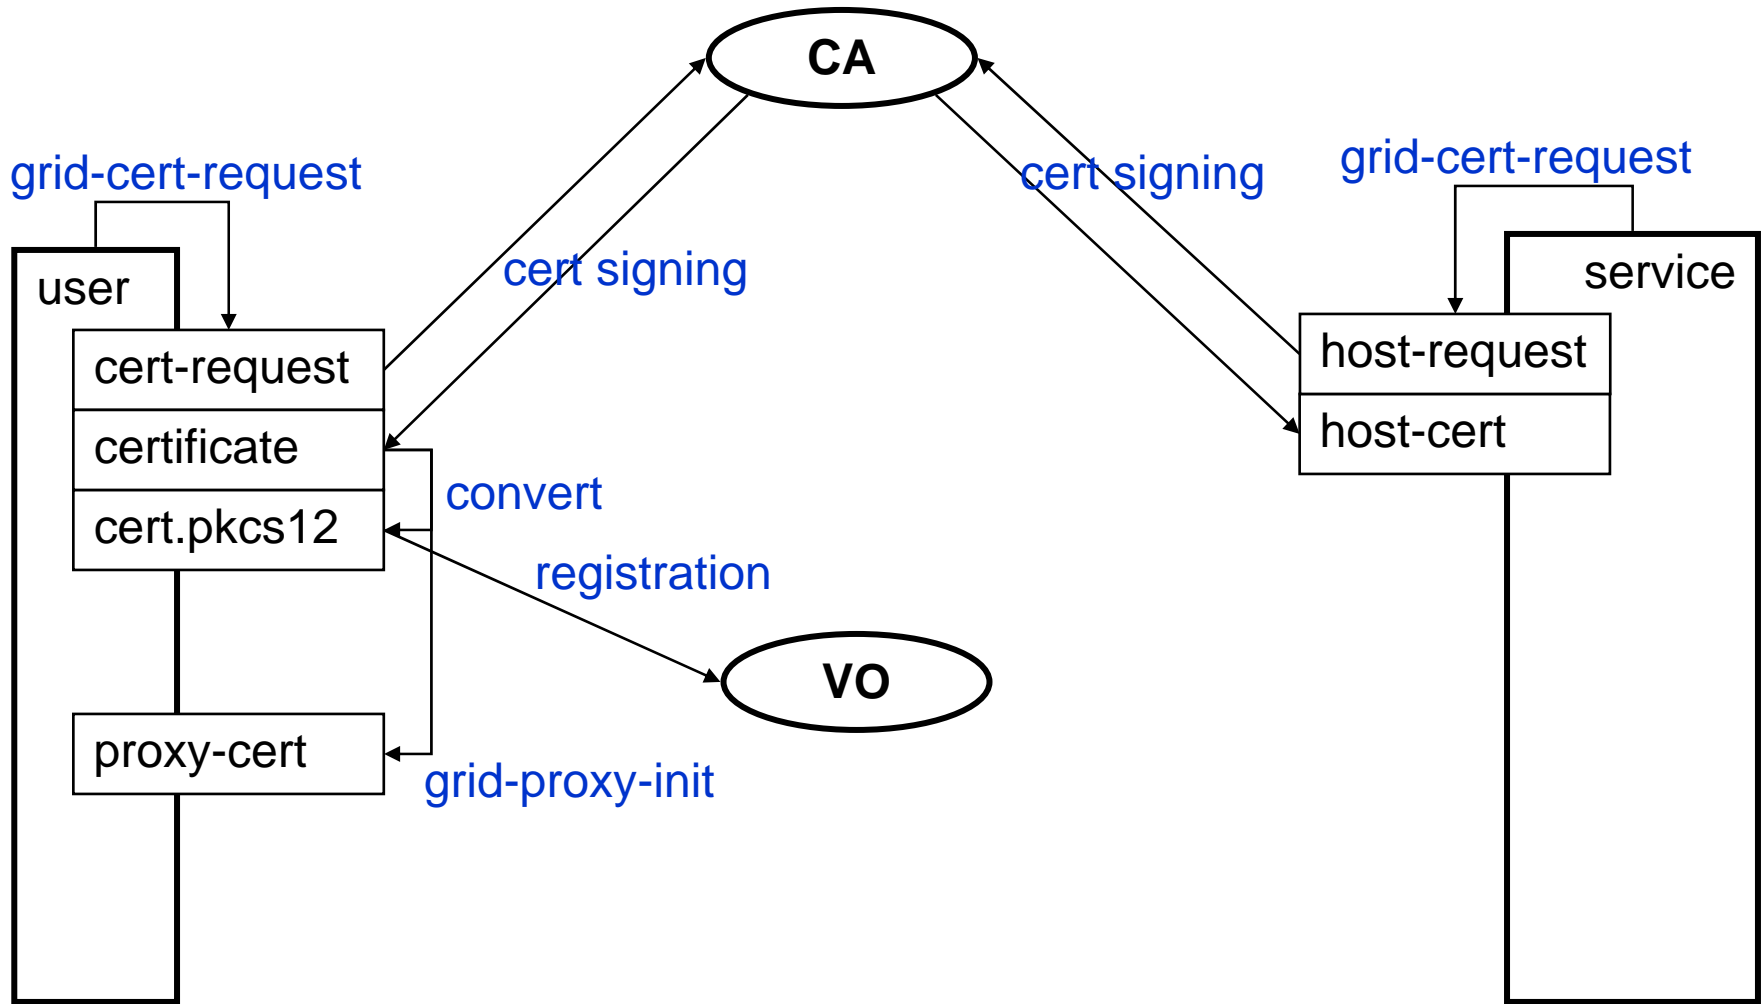 CA
grid-cert-request
cert signing
grid-cert-request
user
cert signing
service
cert-request
host-request
certificate
host-cert
convert
cert.pkcs12
registration
VO
proxy-cert
grid-proxy-init